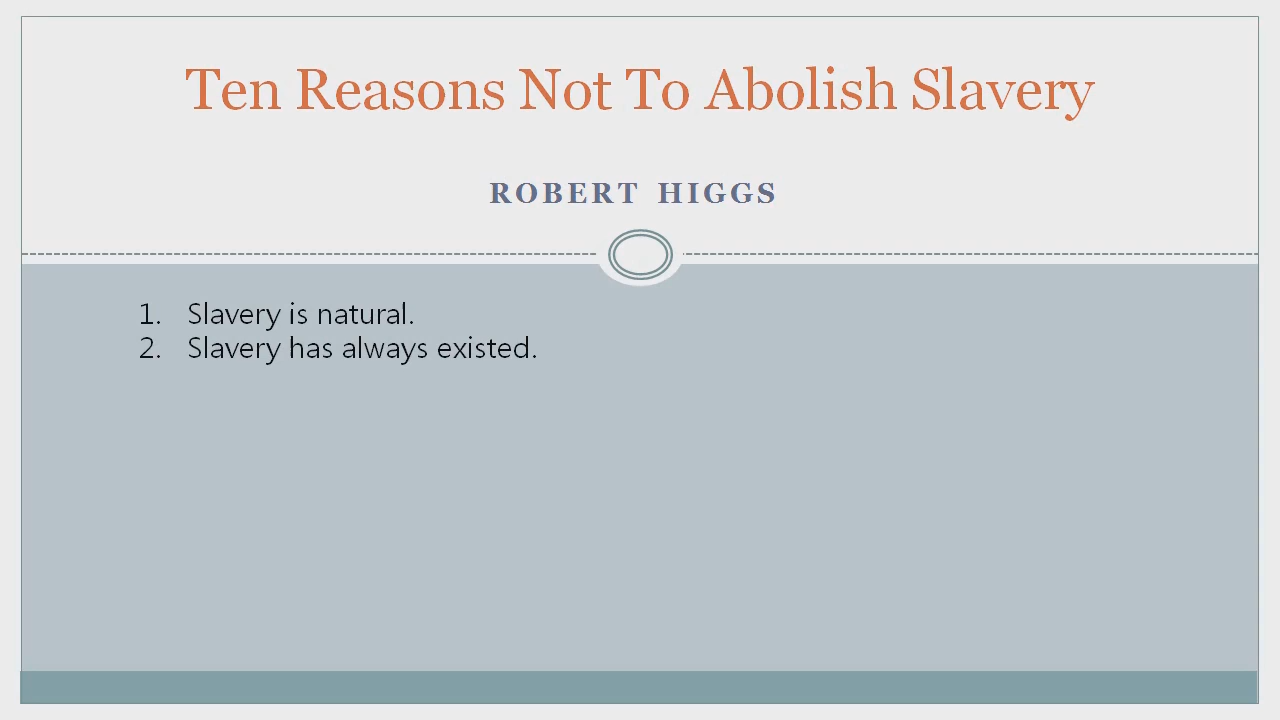 Ten Reasons Not To Abolish Slavery
ROBERT HIGGS
1. Slavery is natural.
2. Slavery has always existed.